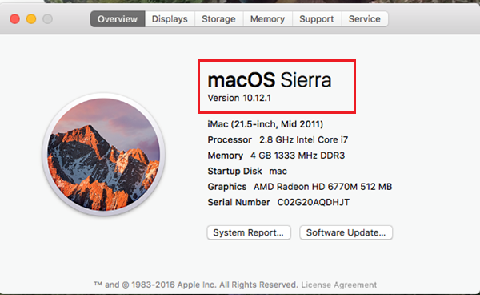 Overview Displays Storage Memory Support Service
macOS Sierra
Version 10.12.1
iMac (21.5-inch, Mid 2011)
Processor 2.8 GHz Intel Core i7
Memory 4 GB 1333 MHz DDR3
Startup Disk mac
Graphics AMD Radeon HD 6770M 512 MB
Serial Number C02G20AQDHJT
System Report... Software Update...
™ and © 1983-2016 Apple Inc. All Rights Reserved. License Agreement